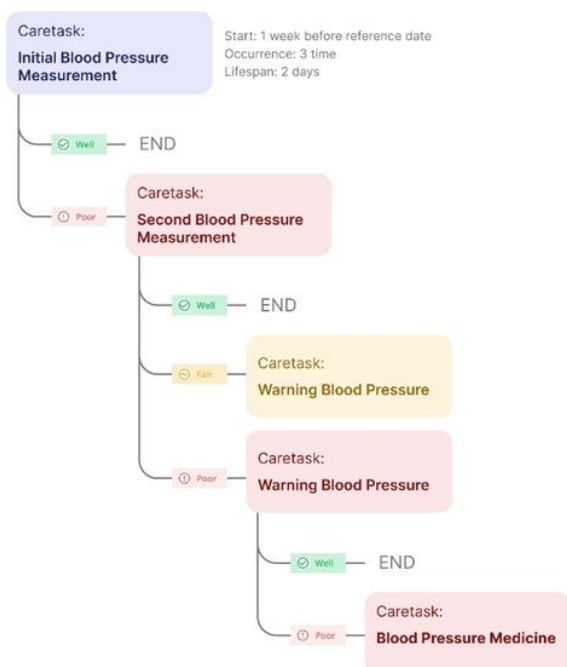 Caretask:
Initial Blood Pressure
Measurement
Start: 1 week before reference date
Occurrence: 3 time
Lifespan: 2 days
Well
END
Poor
Caretask:
Second Blood Pressure
Measurement
Well
END
Fair
Caretask:
Warning Blood Pressure
Poor
Caretask:
Warning Blood Pressure
Well
END
Poor
Caretask:
Blood Pressure Medicine